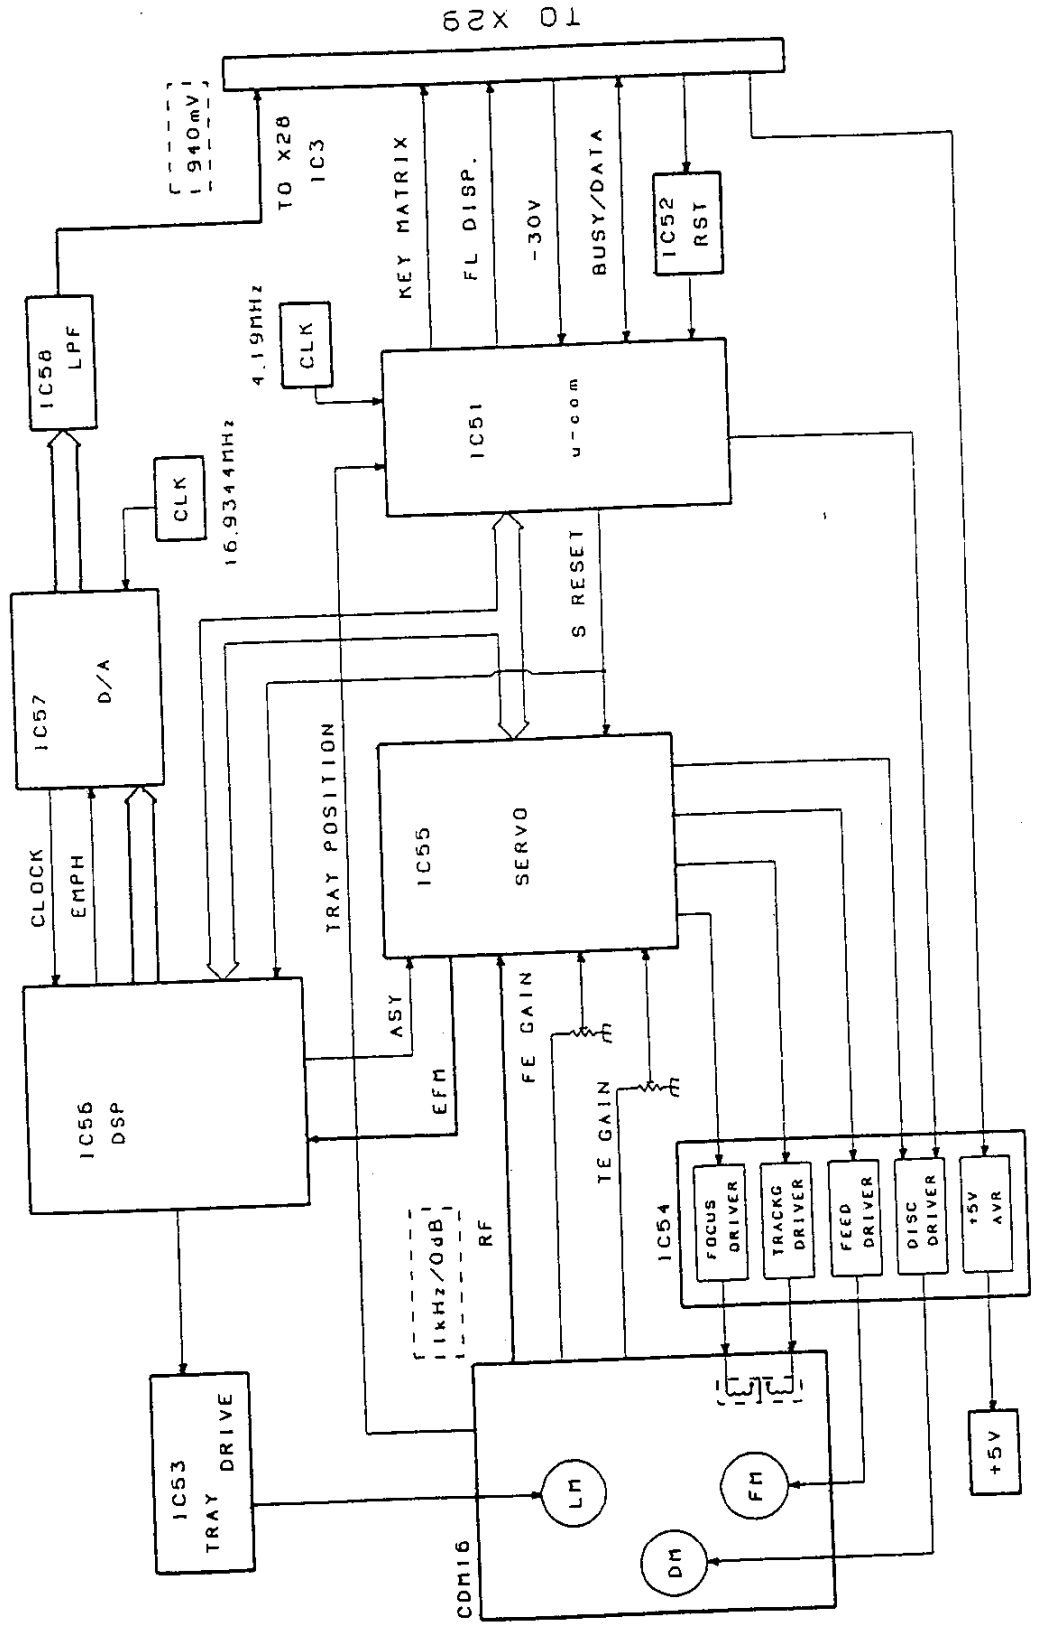 TO X29
940mV
TO X28
IC3
KEY MATRIX
FL DISP.
-30V
BUSY/DATA
IC52
RST
IC58
LPF
4.19MHz
CLK
CLK
16.9344MHz
IC51
u-com
IC57
D/A
S RESET
CLOCK
EMPH
TRAY POSITION
IC55
SERVO
IC56
DSP
ASY
EFM
FE GAIN
TE GAIN
1kHz/0dB
RF
IC54
FOCUS
DRIVER
TRACKG
DRIVER
FEED
DRIVER
DISC
DRIVER
+5V
AVR
IC53
TRAY DRIVE
CDM16
LM
FM
DM
+5V